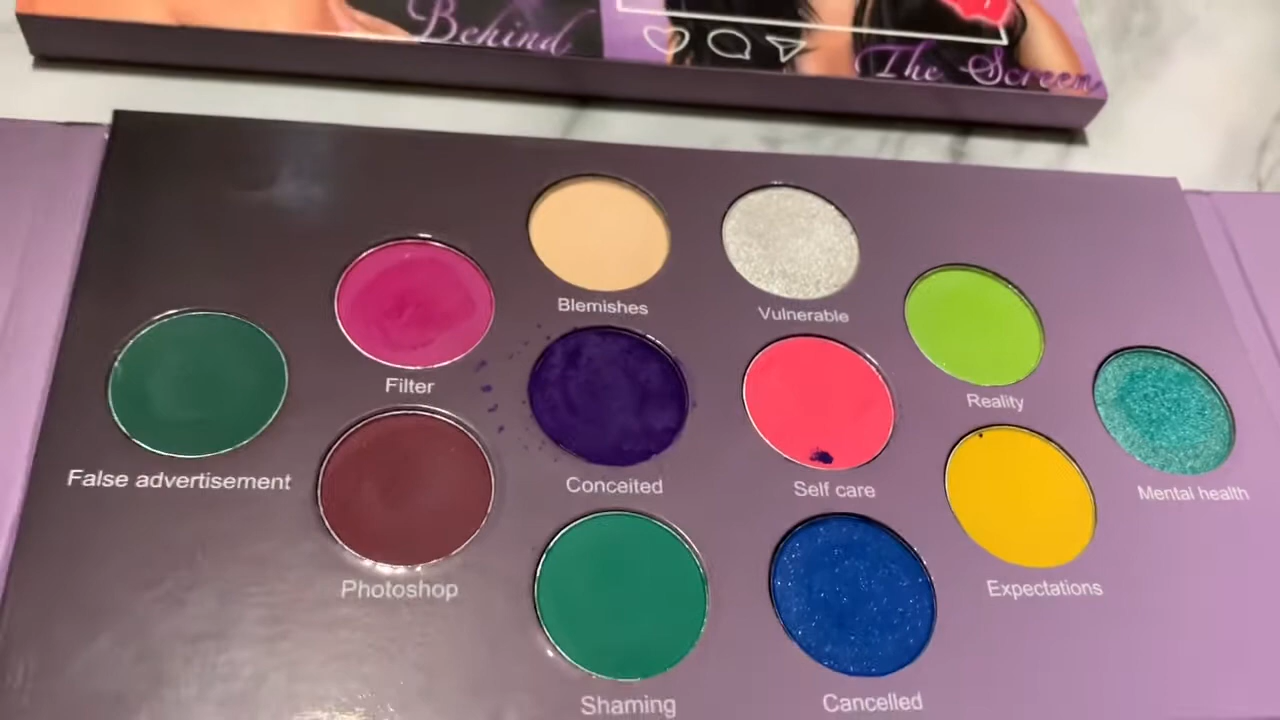 Behind
The Screen
Blemishes
Vulnerable
Filter
Reality
False advertisement
Conceited
Self care
Mental health
Photoshop
Expectations
Shaming
Cancelled